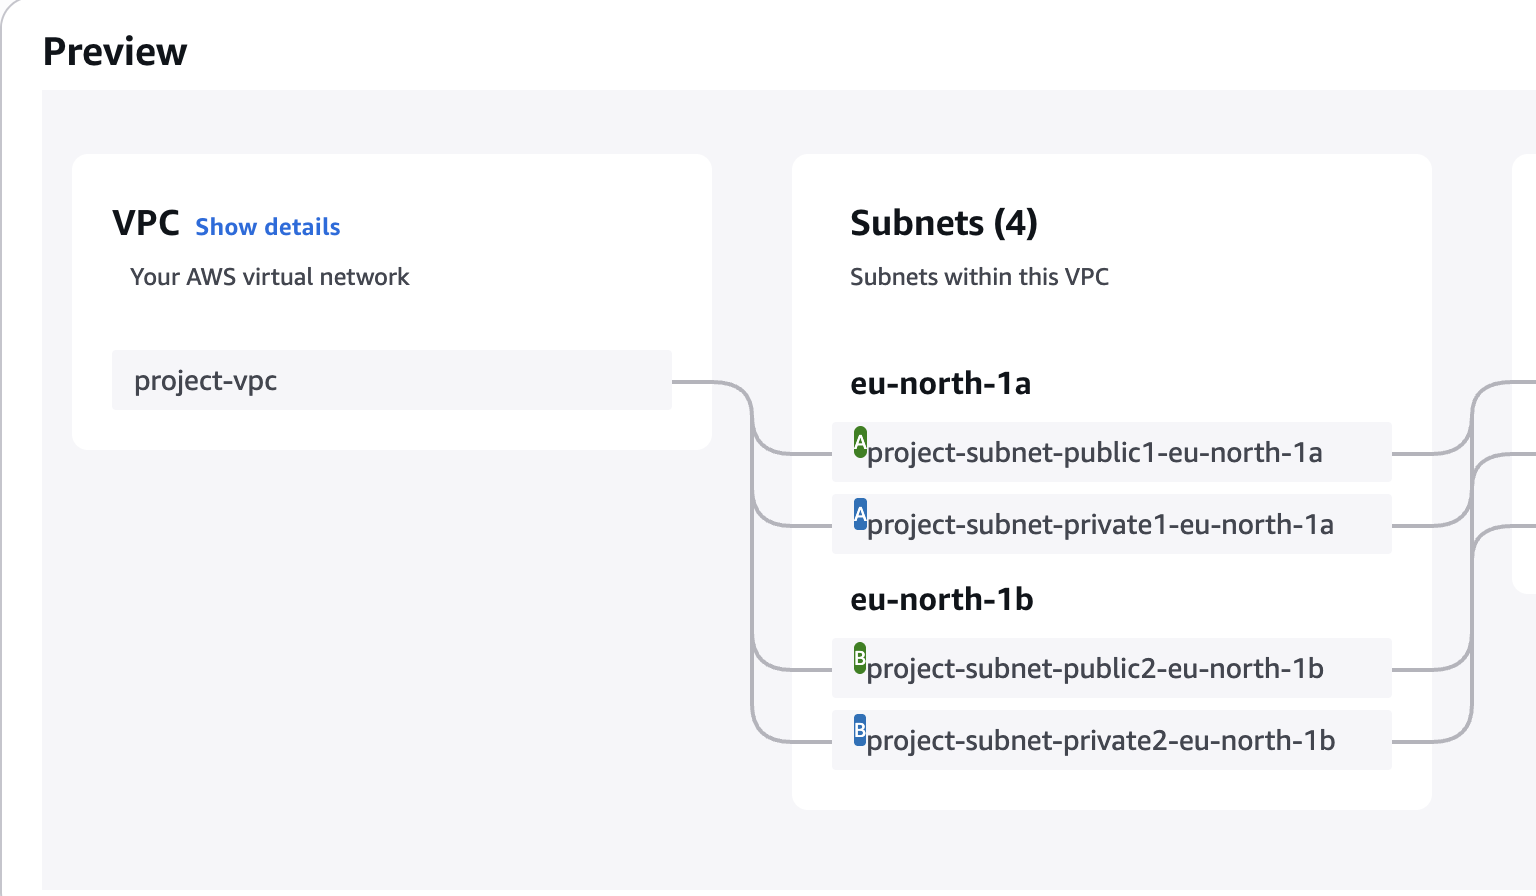 Preview
VPC Show details
Your AWS virtual network
project-vpc
Subnets (4)
Subnets within this VPC
eu-north-1a
A project-subnet-public1-eu-north-1a
A project-subnet-private1-eu-north-1a
eu-north-1b
B project-subnet-public2-eu-north-1b
B project-subnet-private2-eu-north-1b